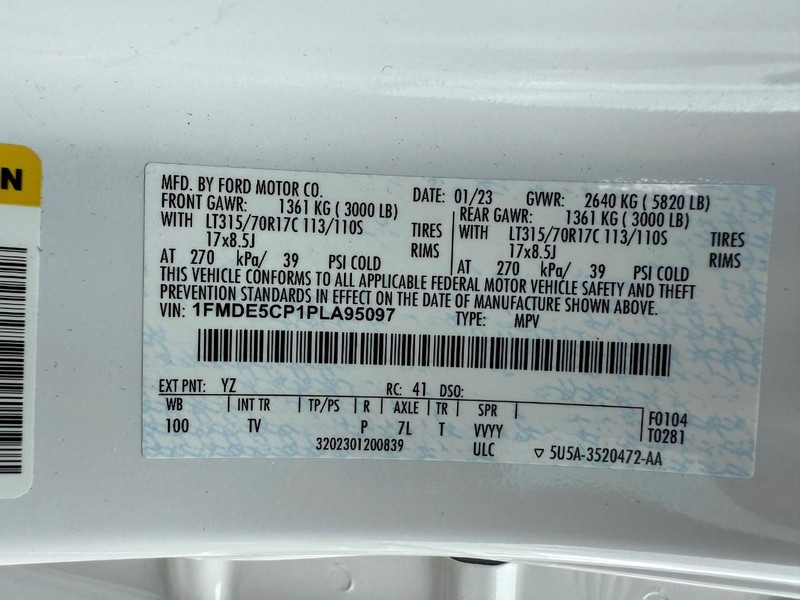 N
MFD. BY FORD MOTOR CO. DATE: 01/23 GVWR: 2640 KG ( 5820 LB)
FRONT GAWR: 1361 KG ( 3000 LB) REAR GAWR: 1361 KG ( 3000 LB)
WITH LT315/70R17C 113/110S TIRES WITH LT315/70R17C 113/110S TIRES
17x8.5J RIMS 17x8.5J RIMS
AT 270 kPa/ 39 PSI COLD AT 270 kPa/ 39 PSI COLD
THIS VEHICLE CONFORMS TO ALL APPLICABLE FEDERAL MOTOR VEHICLE SAFETY AND THEFT
PREVENTION STANDARDS IN EFFECT ON THE DATE OF MANUFACTURE SHOWN ABOVE.
VIN: 1FMDE5CP1PLA95097 TYPE: MPV
EXT PNT: YZ RC: 41 DSO:
WB INT TR TP/PS R AXLE TR SPR F0104
100 TV P 7L T VVYY T0281
3202301200839 ULC ▽ 5U5A-3520472-AA